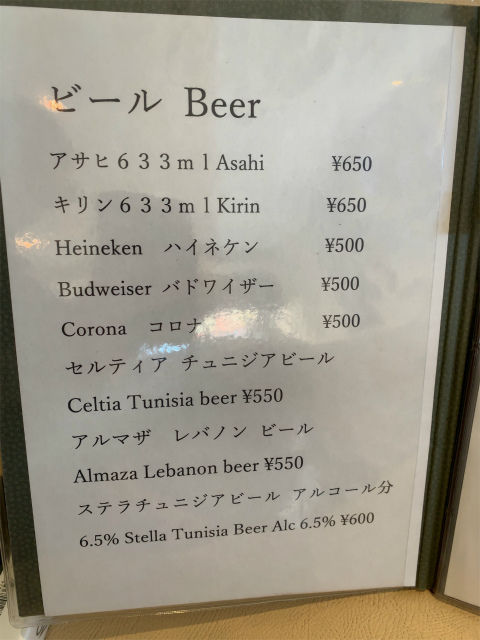 ビール Beer
アサヒ６３３ｍｌAsahi ¥650
キリン６３３ｍｌKirin ¥650
Heineken ハイネケン ¥500
Budweiser バドワイザー ¥500
Corona コロナ ¥500
セルティア チュニジアビール
Celtia Tunisia beer ¥550
アルマザ レバノン ビール
Almaza Lebanon beer ¥550
ステラチュニジアビール アルコール分
6.5% Stella Tunisia Beer Alc 6.5% ¥600